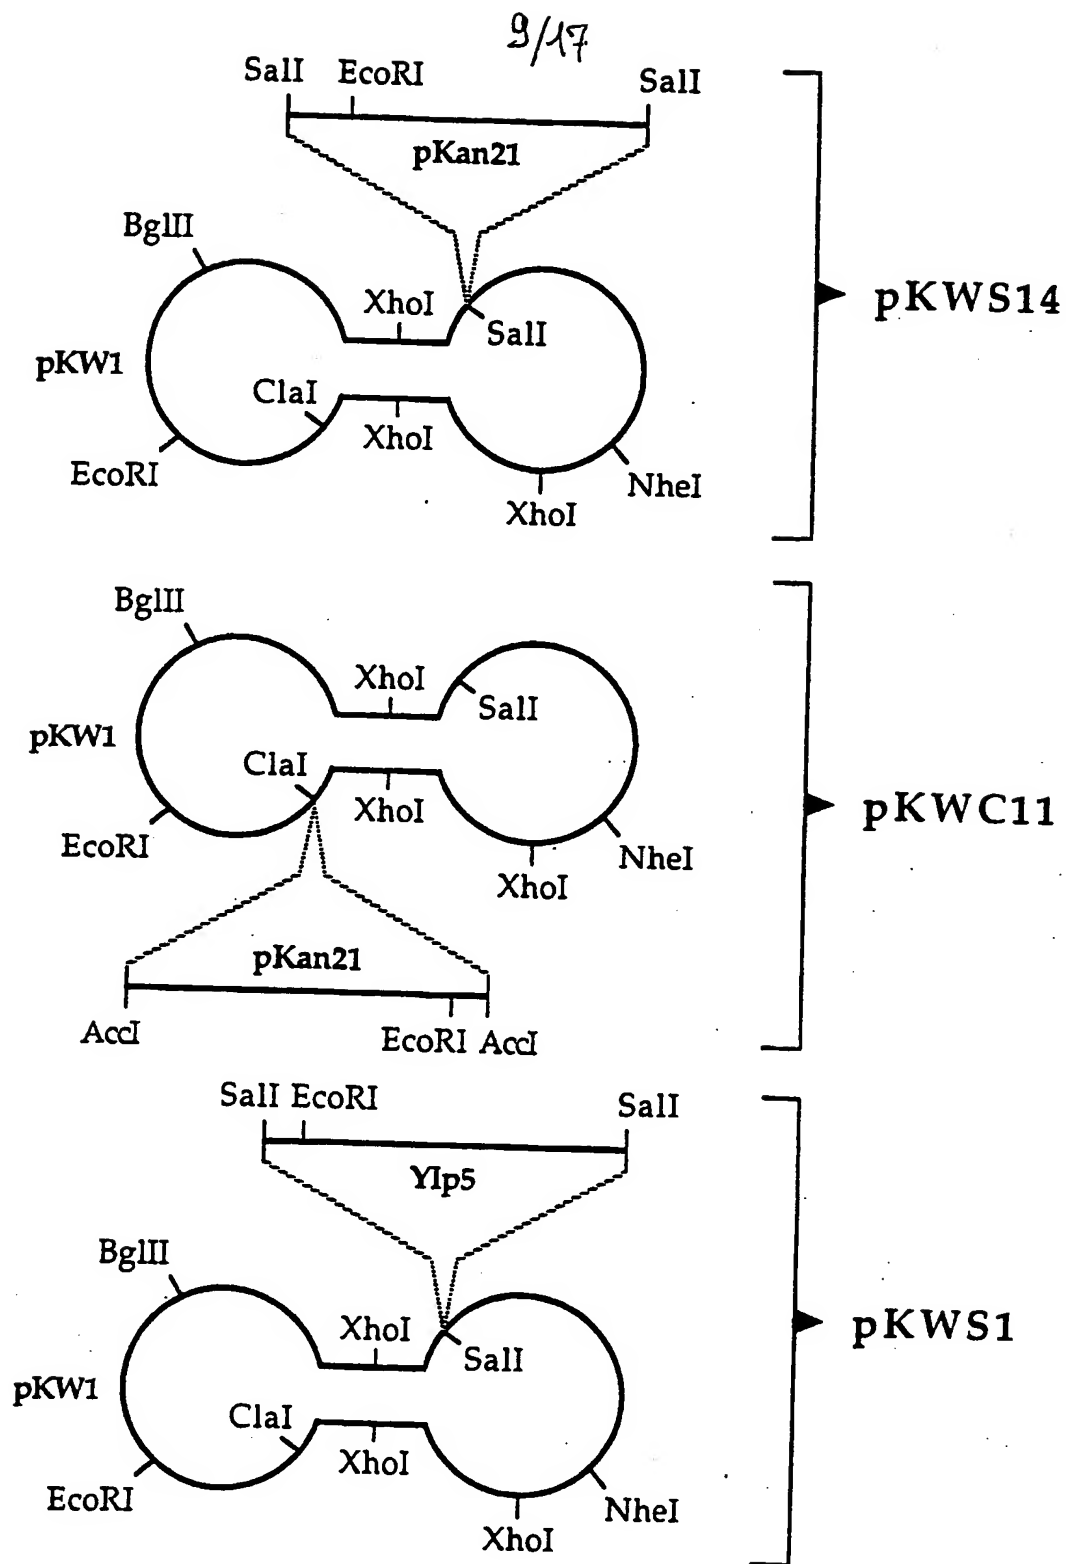 9/17
SalI EcoRI SalI
pKan21
BglII
XhoI
SalI
pKW1
ClaI
XhoI
EcoRI
NheI
XhoI
pKWS14
BglII
XhoI
SalI
pKW1
ClaI
XhoI
EcoRI
NheI
XhoI
pKan21
AccI EcoRI AccI
pKWC11
SalI EcoRI SalI
YIp5
BglII
XhoI
SalI
pKW1
ClaI
XhoI
EcoRI
NheI
XhoI
pKWS1